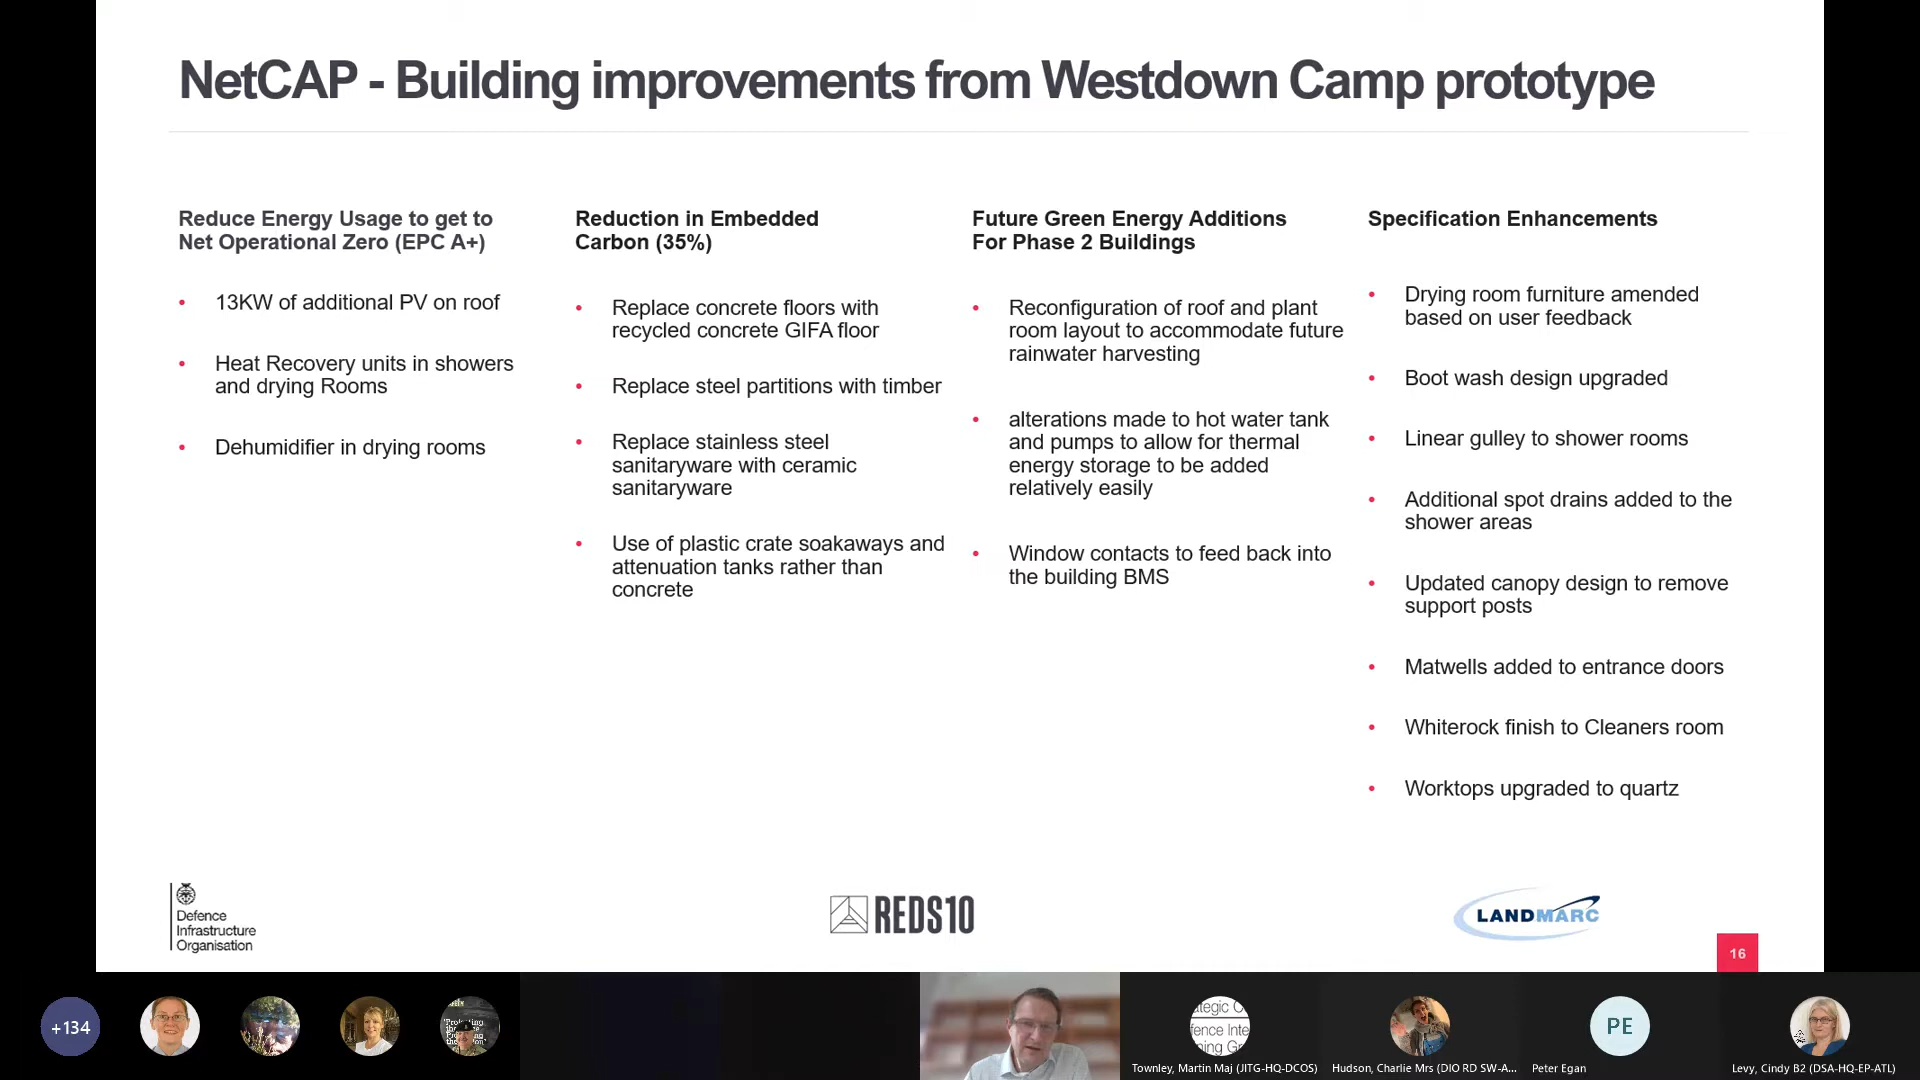 NetCAP - Building improvements from Westdown Camp prototype
Reduce Energy Usage to get to
Net Operational Zero (EPC A+)
• 13KW of additional PV on roof
• Heat Recovery units in showers
and drying Rooms
• Dehumidifier in drying rooms
Reduction in Embedded
Carbon (35%)
• Replace concrete floors with
recycled concrete GIFA floor
• Replace steel partitions with timber
• Replace stainless steel
sanitaryware with ceramic
sanitaryware
• Use of plastic crate soakaways and
attenuation tanks rather than
concrete
Future Green Energy Additions
For Phase 2 Buildings
• Reconfiguration of roof and plant
room layout to accommodate future
rainwater harvesting
• alterations made to hot water tank
and pumps to allow for thermal
energy storage to be added
relatively easily
• Window contacts to feed back into
the building BMS
Specification Enhancements
• Drying room furniture amended
based on user feedback
• Boot wash design upgraded
• Linear gulley to shower rooms
• Additional spot drains added to the
shower areas
• Updated canopy design to remove
support posts
• Matwells added to entrance doors
• Whiterock finish to Cleaners room
• Worktops upgraded to quartz
Defence
Infrastructure
Organisation
REDS10
LANDMARC
16
+134
ategic C
fence Inte
ning Gr
PE
Townley, Martin Maj (JITG-HQ-DCOS)
Hudson, Charlie Mrs (DIO RD SW-A...
Peter Egan
Levy, Cindy B2 (DSA-HQ-EP-ATL)